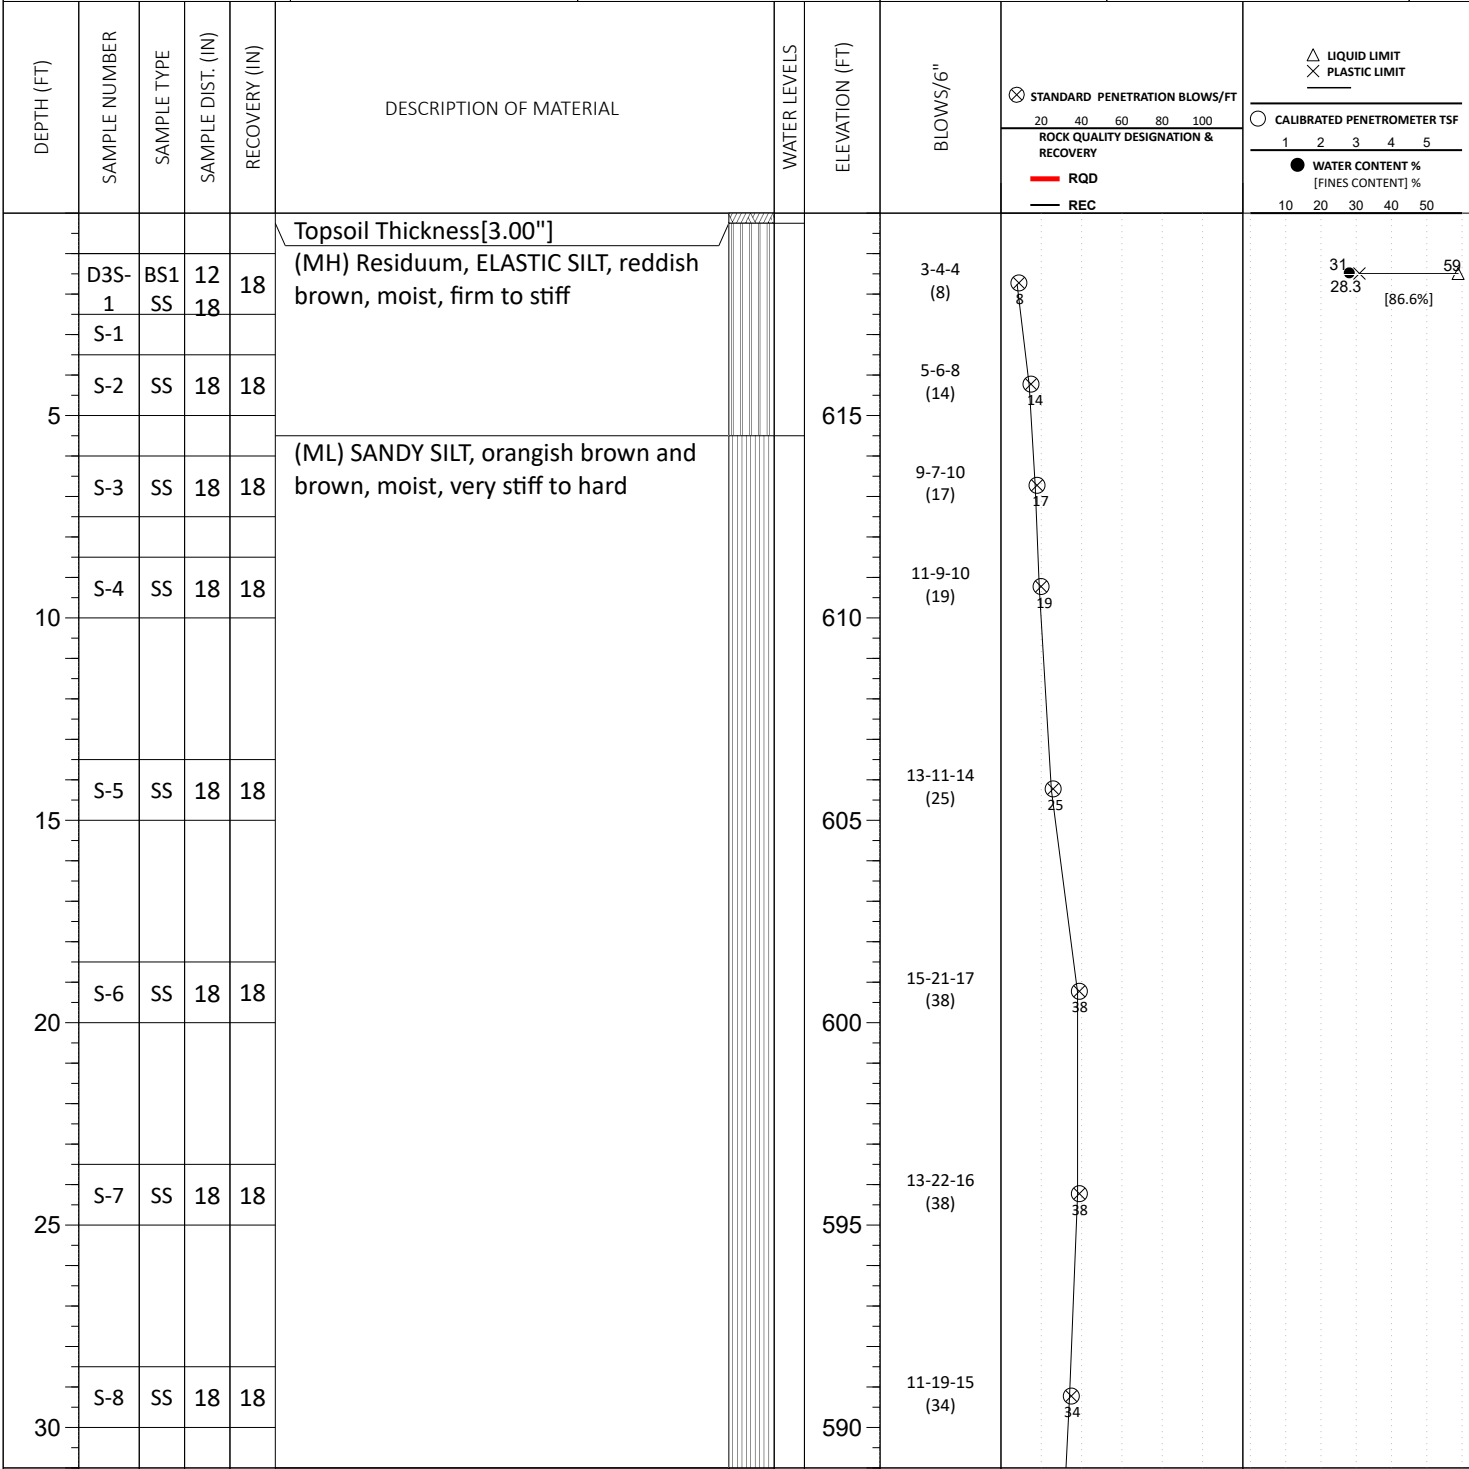 DEPTH (FT)
SAMPLE NUMBER
SAMPLE TYPE
SAMPLE DIST. (IN)
RECOVERY (IN)
DESCRIPTION OF MATERIAL
WATER LEVELS
ELEVATION (FT)
BLOWS/6"
STANDARD PENETRATION BLOWS/FT
20 40 60 80 100
ROCK QUALITY DESIGNATION &
RECOVERY
RQD
REC
LIQUID LIMIT
PLASTIC LIMIT
CALIBRATED PENETROMETER TSF
1 2 3 4 5
WATER CONTENT %
[FINES CONTENT] %
10 20 30 40 50
Topsoil Thickness[3.00"]
D3S-1 BS1 12 18
SS 18
(MH) Residuum, ELASTIC SILT, reddish
brown, moist, firm to stiff
3-4-4
(8)
8
31 59
28.3
[86.6%]
S-1
S-2 SS 18 18
5-6-8
(14)
14
5 615
(ML) SANDY SILT, orangish brown and
brown, moist, very stiff to hard
S-3 SS 18 18
9-7-10
(17)
17
S-4 SS 18 18
11-9-10
(19)
19
10 610
S-5 SS 18 18
13-11-14
(25)
25
15 605
S-6 SS 18 18
15-21-17
(38)
38
20 600
S-7 SS 18 18
13-22-16
(38)
38
25 595
S-8 SS 18 18
11-19-15
(34)
34
30 590